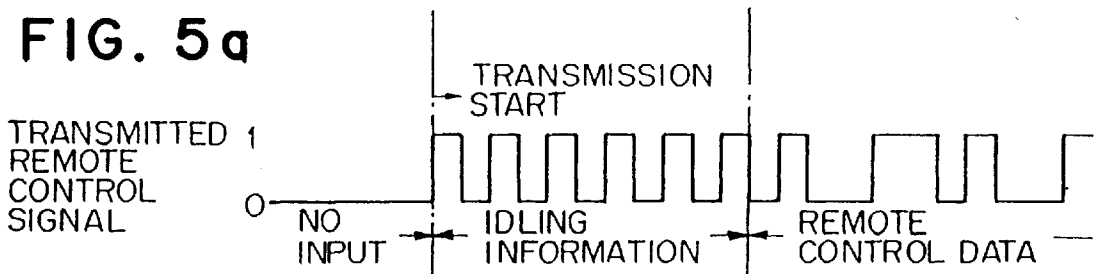 FIG. 5a
TRANSMISSION
START
TRANSMITTED 1
REMOTE
CONTROL
SIGNAL 0
NO
INPUT
IDLING
INFORMATION
REMOTE
CONTROL DATA